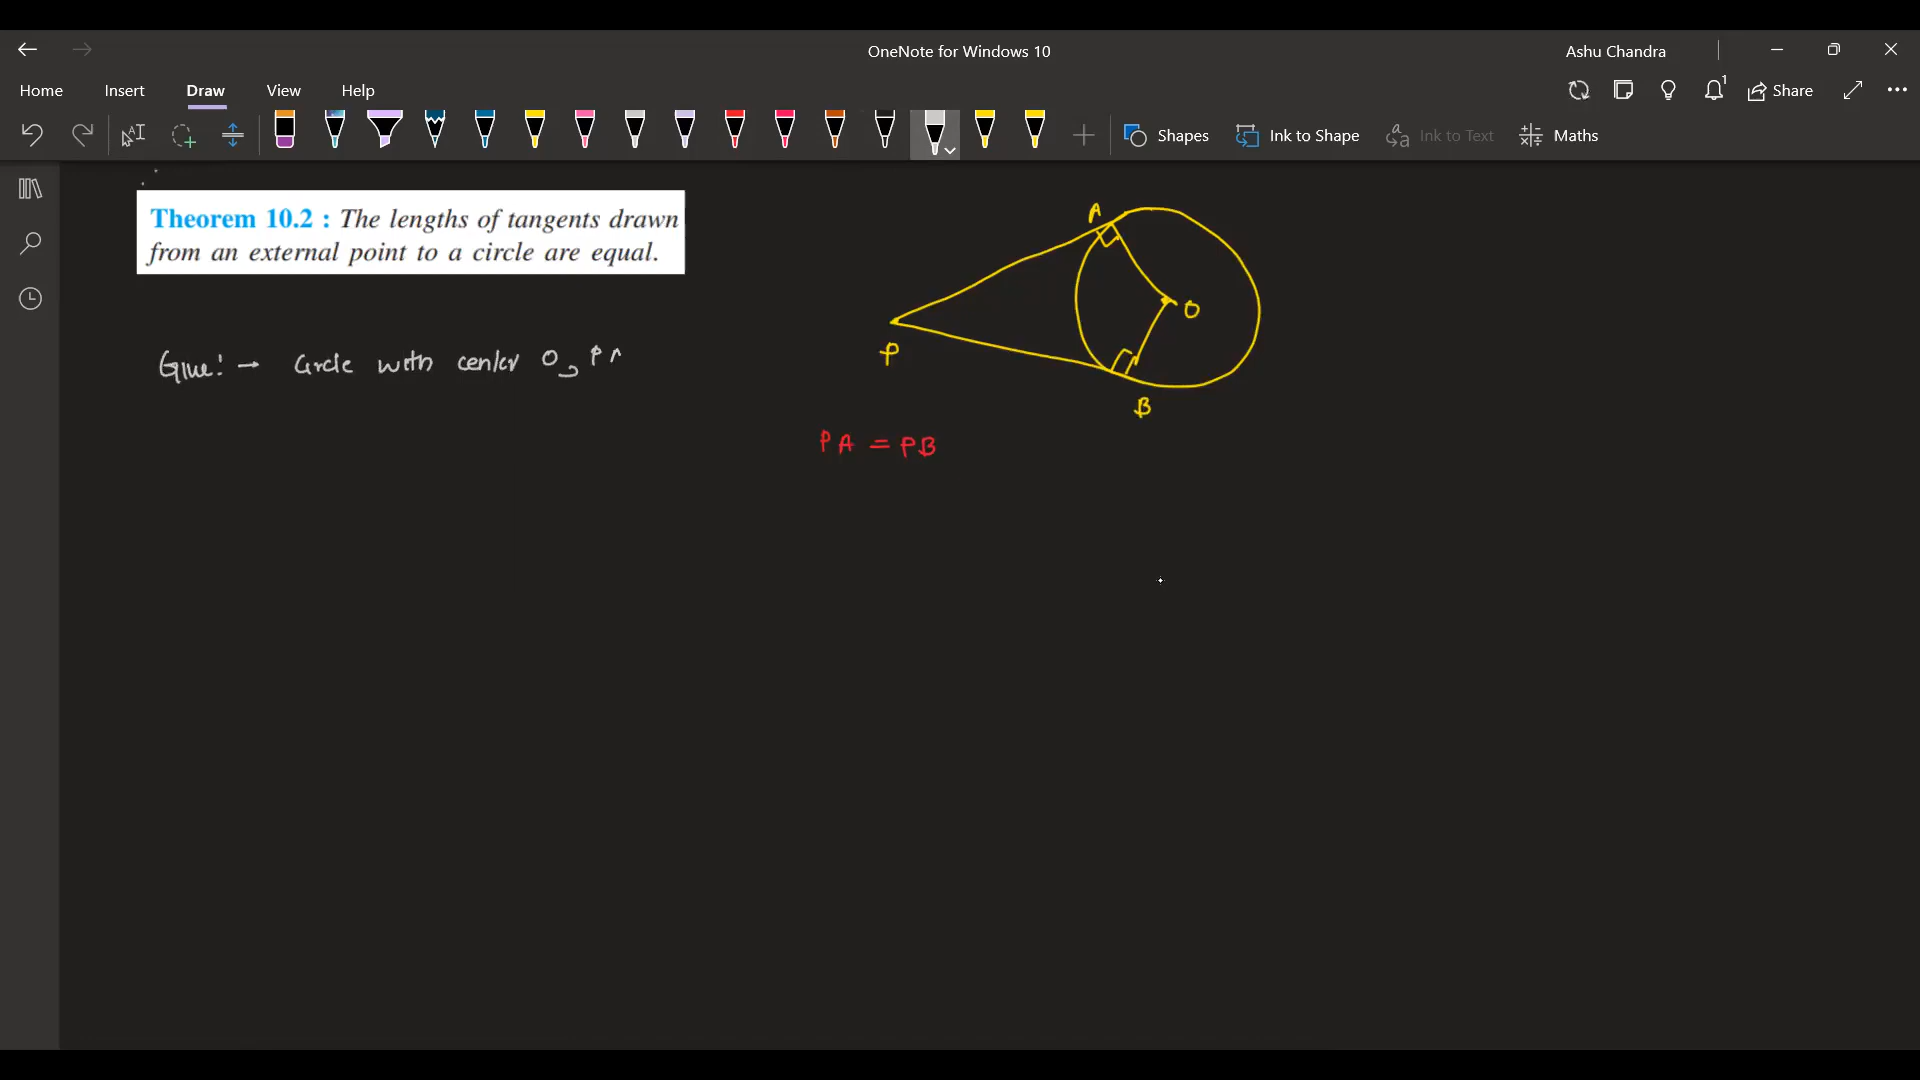 OneNote for Windows 10
Ashu Chandra
Home Insert Draw View Help
1 Share
Shapes Ink to Shape Ink to Text Maths
Theorem 10.2 : The lengths of tangents drawn
from an external point to a circle are equal.
A
O
P
B
Give! → Circle with center O, P A
PA = PB